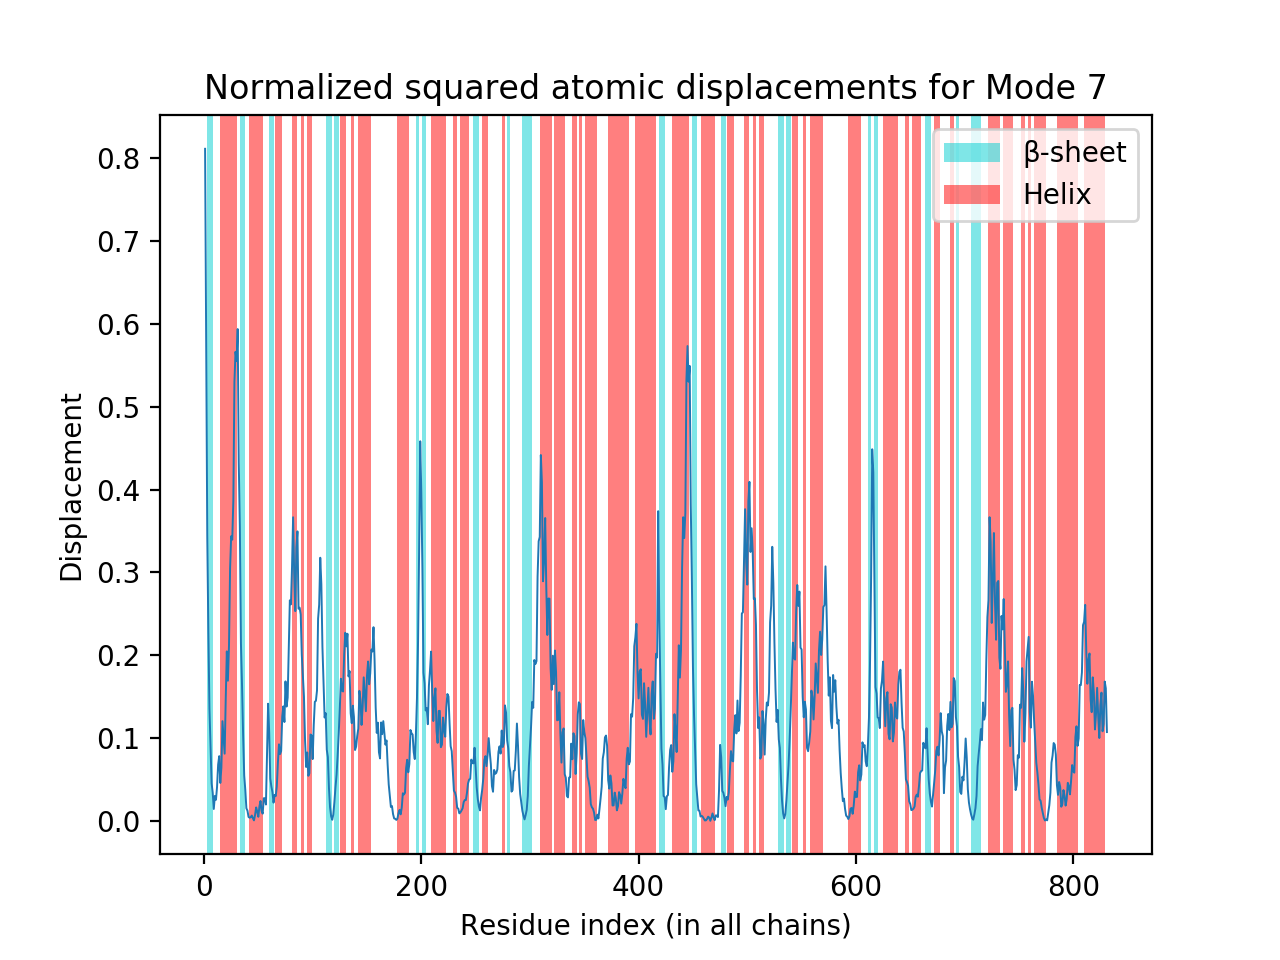 Normalized squared atomic displacements for Mode 7
β-sheet
Helix
0.8
0.7
0.6
0.5
0.4
0.3
0.2
0.1
0.0
Displacement
0
200
400
600
800
Residue index (in all chains)